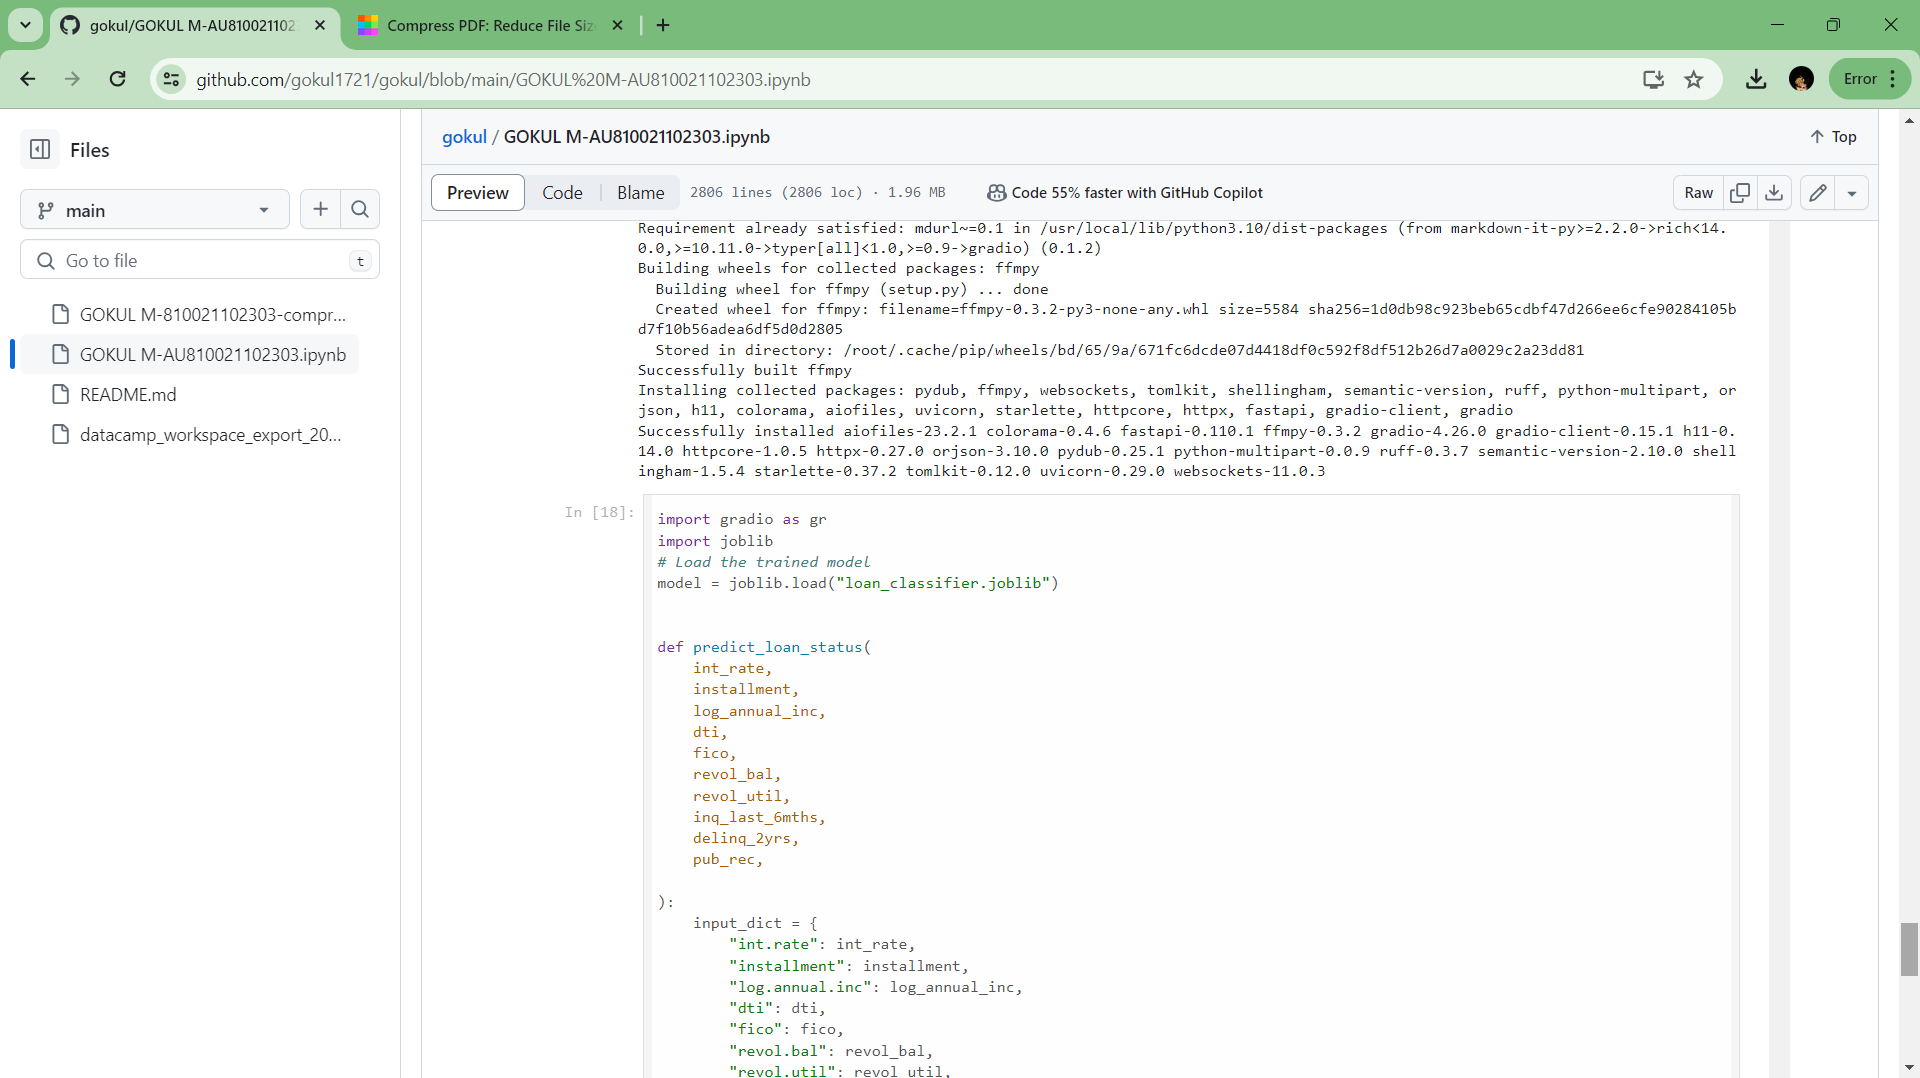 gokul/GOKUL M-AU810021102
Compress PDF: Reduce File Siz
github.com/gokul1721/gokul/blob/main/GOKUL%20M-AU810021102303.ipynb
Error
Files
main
Go to file
t
GOKUL M-810021102303-compr...
GOKUL M-AU810021102303.ipynb
README.md
datacamp_workspace_export_20...
gokul / GOKUL M-AU810021102303.ipynb
Top
Preview
Code
Blame
2806 lines (2806 loc) · 1.96 MB
Code 55% faster with GitHub Copilot
Raw
Requirement already satisfied: mdurl~=0.1 in /usr/local/lib/python3.10/dist-packages (from markdown-it-py>=2.2.0->rich<14.
0.0,>=10.11.0->typer[all]<1.0,>=0.9->gradio) (0.1.2)
Building wheels for collected packages: ffmpy
  Building wheel for ffmpy (setup.py) ... done
  Created wheel for ffmpy: filename=ffmpy-0.3.2-py3-none-any.whl size=5584 sha256=1d0db98c923beb65cdbf47d266ee6cfe90284105b
d7f10b56adea6df5d0d2805
  Stored in directory: /root/.cache/pip/wheels/bd/65/9a/671fc6dcde07d4418df0c592f8df512b26d7a0029c2a23dd81
Successfully built ffmpy
Installing collected packages: pydub, ffmpy, websockets, tomlkit, shellingham, semantic-version, ruff, python-multipart, or
json, h11, colorama, aiofiles, uvicorn, starlette, httpcore, httpx, fastapi, gradio-client, gradio
Successfully installed aiofiles-23.2.1 colorama-0.4.6 fastapi-0.110.1 ffmpy-0.3.2 gradio-4.26.0 gradio-client-0.15.1 h11-0.
14.0 httpcore-1.0.5 httpx-0.27.0 orjson-3.10.0 pydub-0.25.1 python-multipart-0.0.9 ruff-0.3.7 semantic-version-2.10.0 shell
ingham-1.5.4 starlette-0.37.2 tomlkit-0.12.0 uvicorn-0.29.0 websockets-11.0.3
In [18]:
import gradio as gr
import joblib
# Load the trained model
model = joblib.load("loan_classifier.joblib")
def predict_loan_status(
    int_rate,
    installment,
    log_annual_inc,
    dti,
    fico,
    revol_bal,
    revol_util,
    inq_last_6mths,
    delinq_2yrs,
    pub_rec,
):
    input_dict = {
        "int.rate": int_rate,
        "installment": installment,
        "log.annual.inc": log_annual_inc,
        "dti": dti,
        "fico": fico,
        "revol.bal": revol_bal,
        "revol.util": revol_util,